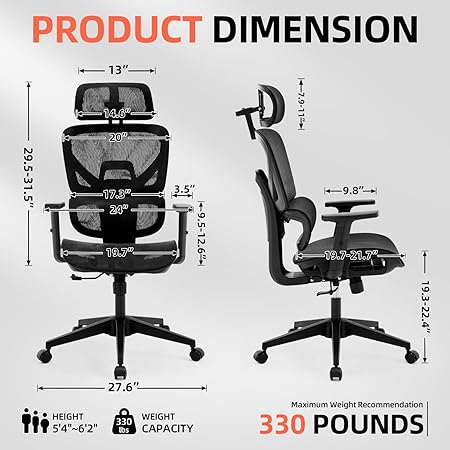 PRODUCT DIMENSION
13"
7.9-11"
14.6"
20"
29.5-31.5"
17.3"
3.5"
9.8"
24"
9.5-12.6"
19.7"
19.7-21.7"
19.3-22.4"
27.6"
HEIGHT
5'4"~6'2"
330
lbs
WEIGHT
CAPACITY
Maximum Weight Recommendation
330 POUNDS